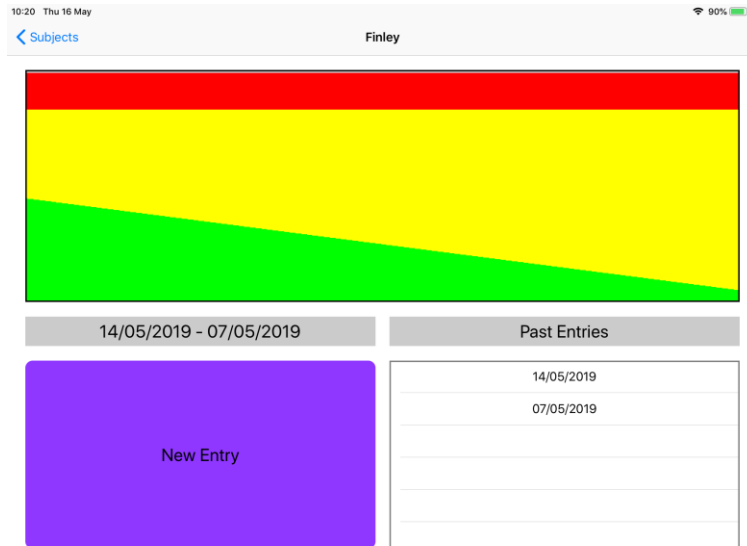 10:20 Thu 16 May
90%
Subjects
Finley
14/05/2019 - 07/05/2019
Past Entries
New Entry
14/05/2019
07/05/2019